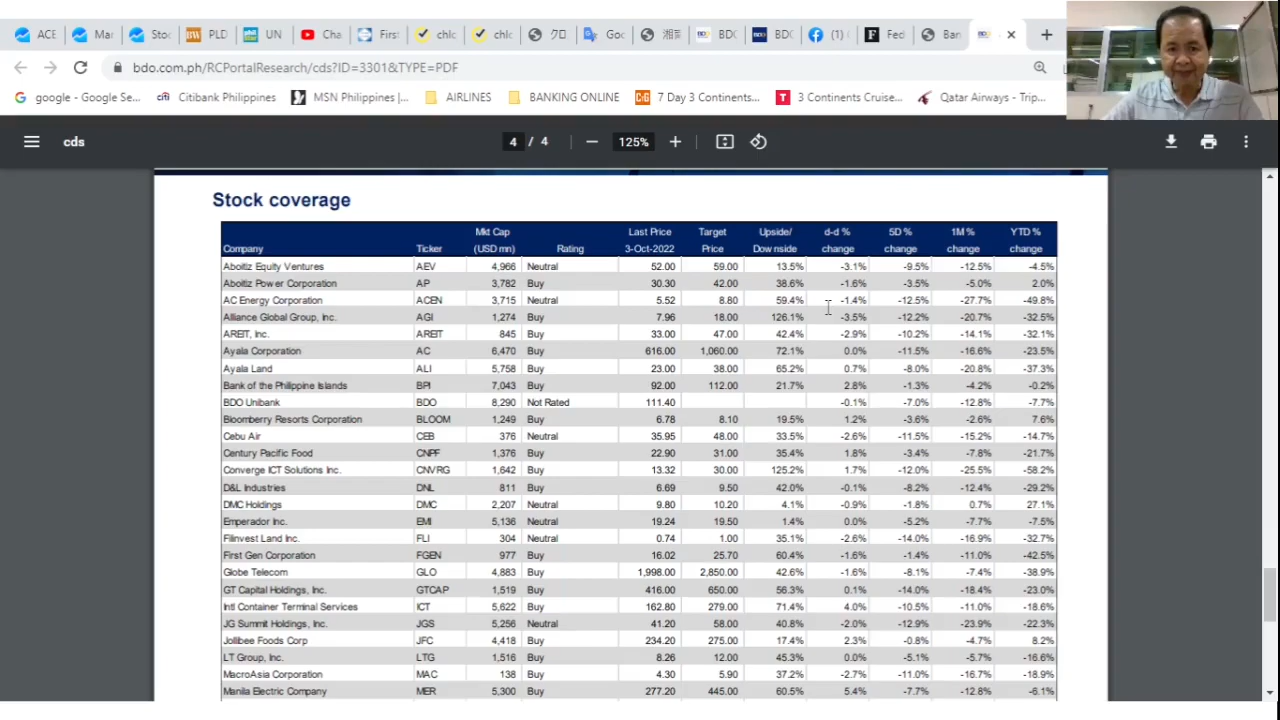 ACE Mar Stoc PLD UN Cha Firs chlc chlc クロ Goc 湘南 BDC BDC (1) Fed Ban
bdo.com.ph/RCPortalResearch/cds?ID=3301&TYPE=PDF
google - Google Se... citi Citibank Philippines MSN Philippines |... AIRLINES BANKING ONLINE 7 Day 3 Continents... 3 Continents Cruise... Qatar Airways - Trip...
cds 4 / 4 125%
Stock coverage
Mkt Cap Last Price Target Upside/ d-d % 5D % 1M % YTD %
Company Ticker (USD mn) Rating 3-Oct-2022 Price Downside change change change change
Aboitiz Equity Ventures AEV 4,966 Neutral 52.00 59.00 13.5% -3.1% -9.5% -12.5% -4.5%
Aboitiz Power Corporation AP 3,782 Buy 30.30 42.00 38.6% -1.6% -3.5% -5.0% 2.0%
AC Energy Corporation ACEN 3,715 Neutral 5.52 8.80 59.4% -1.4% -12.5% -27.7% -49.8%
Alliance Global Group, Inc. AGI 1,274 Buy 7.96 18.00 126.1% -3.5% -12.2% -20.7% -32.5%
AREIT, Inc. AREIT 845 Buy 33.00 47.00 42.4% -2.9% -10.2% -14.1% -32.1%
Ayala Corporation AC 6,470 Buy 616.00 1,060.00 72.1% 0.0% -11.5% -16.6% -23.5%
Ayala Land ALI 5,758 Buy 23.00 38.00 65.2% 0.7% -8.0% -20.8% -37.3%
Bank of the Philippine Islands BPI 7,043 Buy 92.00 112.00 21.7% 2.8% -1.3% -4.2% -0.2%
BDO Unibank BDO 8,290 Not Rated 111.40 -0.1% -7.0% -12.8% -7.7%
Bloomberry Resorts Corporation BLOOM 1,249 Buy 6.78 8.10 19.5% 1.2% -3.6% -2.6% 7.6%
Cebu Air CEB 376 Neutral 35.95 48.00 33.5% -2.6% -11.5% -15.2% -14.7%
Century Pacific Food CNPF 1,376 Buy 22.90 31.00 35.4% 1.8% -3.4% -7.8% -21.7%
Converge ICT Solutions Inc. CNVRG 1,642 Buy 13.32 30.00 125.2% 1.7% -12.0% -25.5% -58.2%
D&L Industries DNL 811 Buy 6.69 9.50 42.0% -0.1% -8.2% -12.4% -29.2%
DMC Holdings DMC 2,207 Neutral 9.80 10.20 4.1% -0.9% -1.8% 0.7% 27.1%
Emperador Inc. EMI 5,136 Neutral 19.24 19.50 1.4% 0.0% -5.2% -7.7% -7.5%
Filinvest Land Inc. FLI 304 Neutral 0.74 1.00 35.1% -2.6% -14.0% -16.9% -32.7%
First Gen Corporation FGEN 977 Buy 16.02 25.70 60.4% -1.6% -1.4% -11.0% -42.5%
Globe Telecom GLO 4,883 Buy 1,998.00 2,850.00 42.6% -1.6% -8.1% -7.4% -38.9%
GT Capital Holdings, Inc. GTCAP 1,519 Buy 416.00 650.00 56.3% 0.1% -14.0% -18.4% -23.0%
Intl Container Terminal Services ICT 5,622 Buy 162.80 279.00 71.4% 4.0% -10.5% -11.0% -18.6%
JG Summit Holdings, Inc. JGS 5,256 Neutral 41.20 58.00 40.8% -2.0% -12.9% -23.9% -22.3%
Jollibee Foods Corp JFC 4,418 Buy 234.20 275.00 17.4% 2.3% -0.8% -4.7% 8.2%
LT Group, Inc. LTG 1,516 Buy 8.26 12.00 45.3% 0.0% -5.1% -5.7% -16.6%
MacroAsia Corporation MAC 138 Buy 4.30 5.90 37.2% -2.7% -11.0% -16.7% -18.9%
Manila Electric Company MER 5,300 Buy 277.20 445.00 60.5% 5.4% -7.7% -12.8% -6.1%